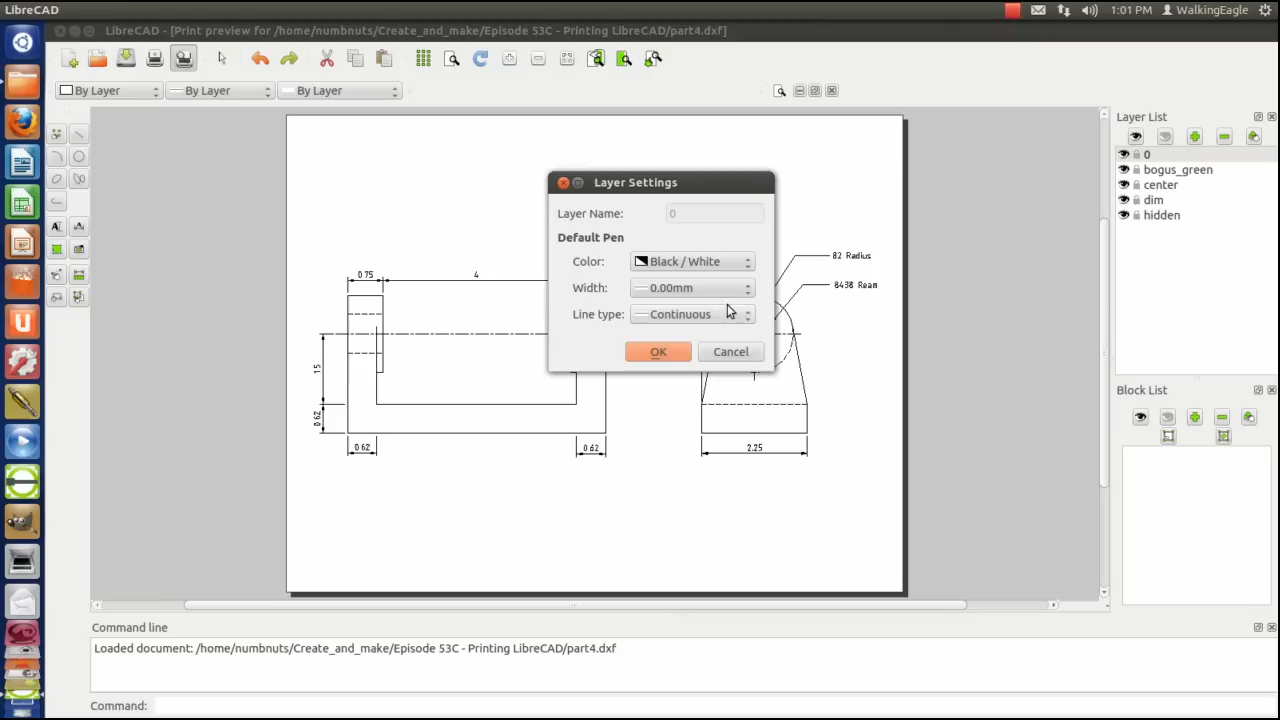 LibreCAD
1:01 PM WalkingEagle
LibreCAD - [Print preview for /home/numbnuts/Create_and_make/Episode 53C - Printing LibreCAD/part4.dxf]
By Layer By Layer By Layer
Layer List
0
bogus_green
center
dim
hidden
Layer Settings
Layer Name: 0
Default Pen
Color: Black / White
Width: 0.00mm
Line type: Continuous
OK Cancel
82 Radius
8438 Ream
0.75 4
15
0.62
0.62 0.62 2.25
Block List
Command line
Loaded document: /home/numbnuts/Create_and_make/Episode 53C - Printing LibreCAD/part4.dxf
Command: